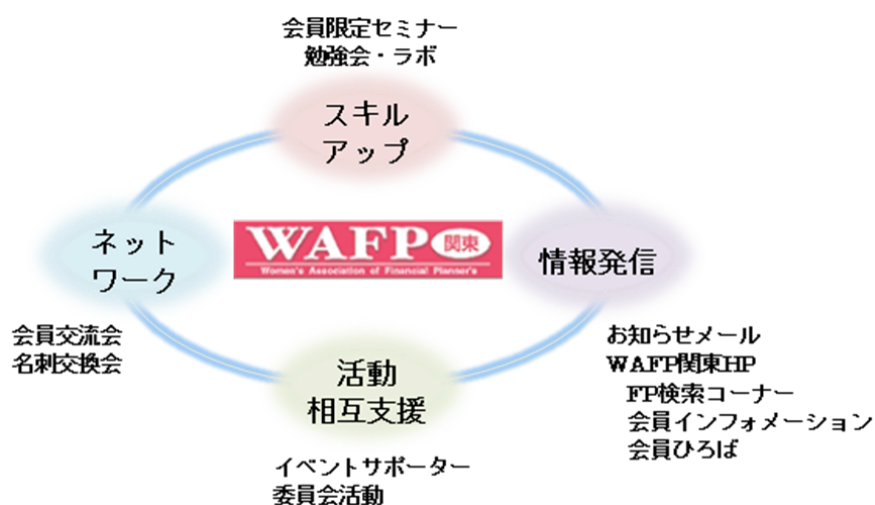 会員限定セミナー
勉強会・ラボ
スキル
アップ
ネット
ワーク
WAFP関東
Women's Association of Financial Planner's
情報発信
会員交流会
名刺交換会
お知らせメール
WAFP関東HP
FP検索コーナー
会員インフォメーション
会員ひろば
活動
相互支援
イベントサポーター
委員会活動